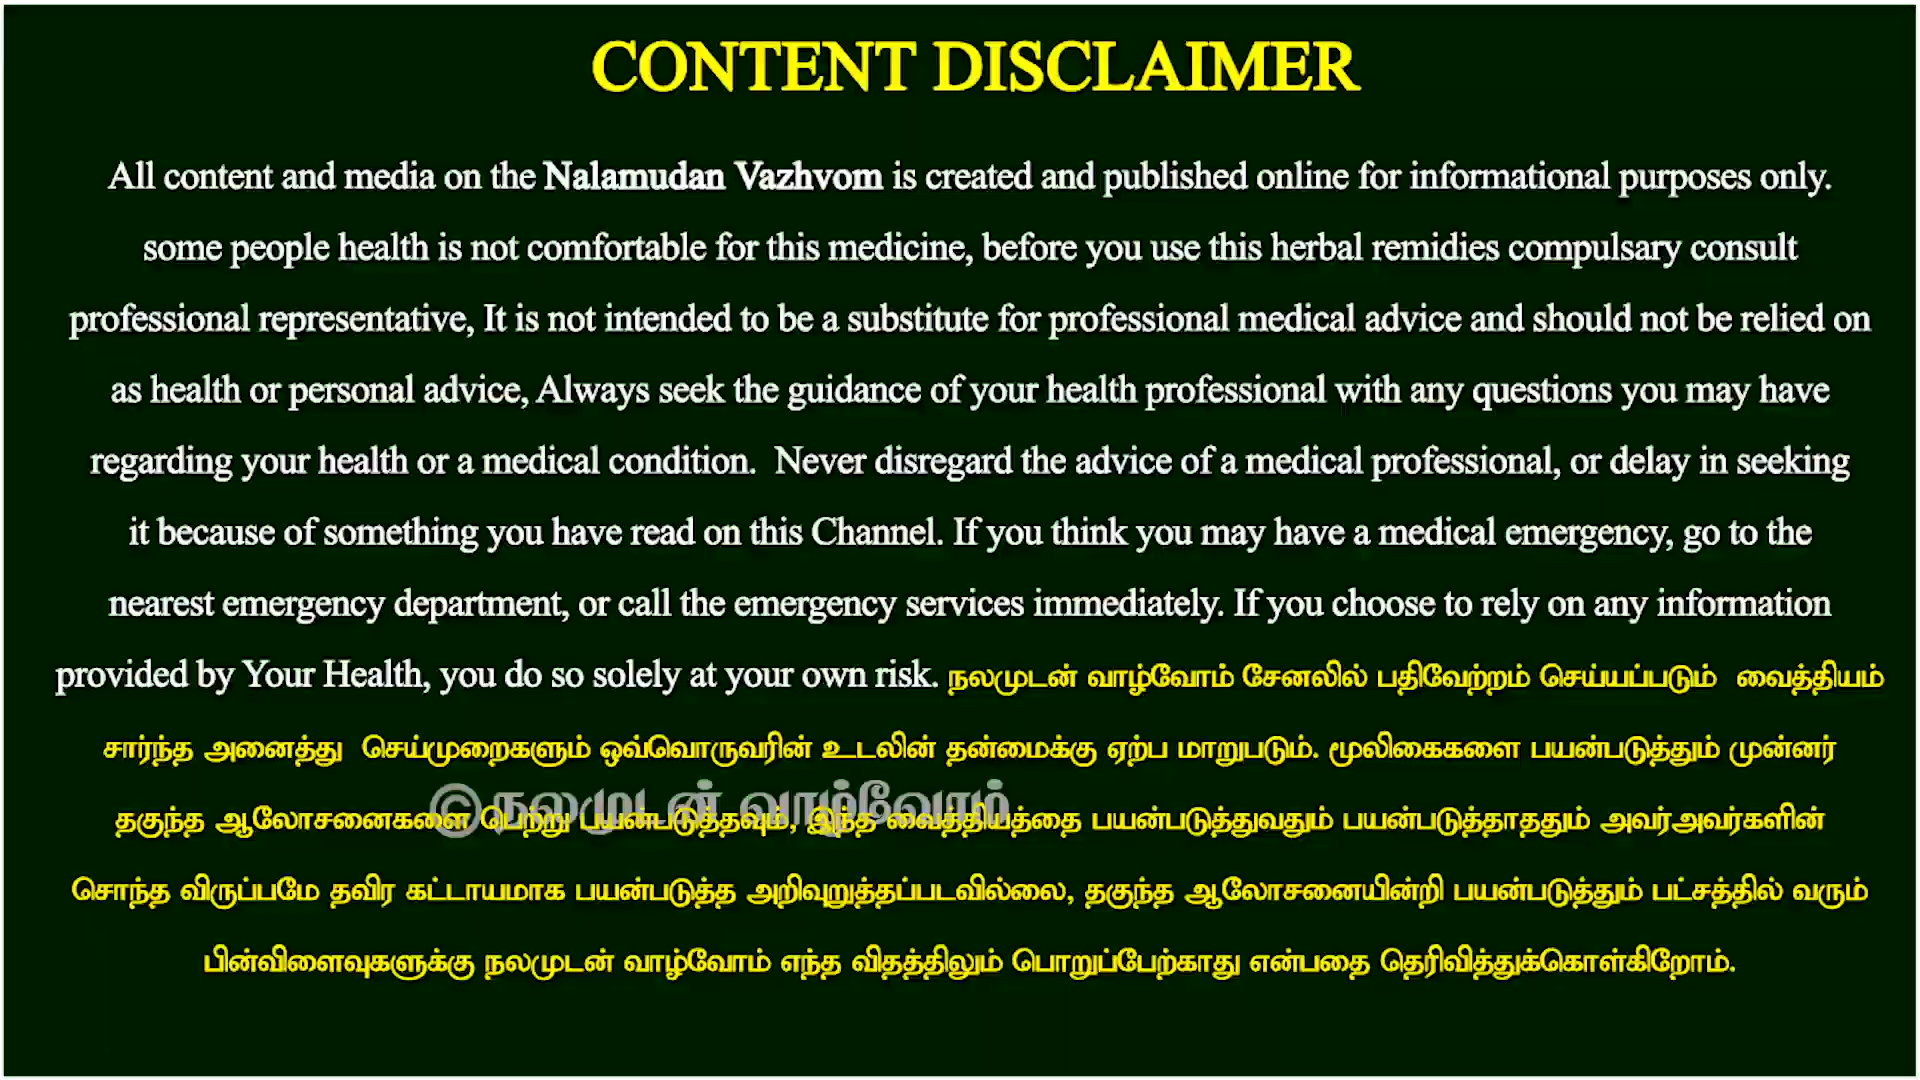 CONTENT DISCLAIMER
All content and media on the Nalamudan Vazhvom is created and published online for informational purposes only.
some people health is not comfortable for this medicine, before you use this herbal remidies compulsary consult
professional representative, It is not intended to be a substitute for professional medical advice and should not be relied on
as health or personal advice, Always seek the guidance of your health professional with any questions you may have
regarding your health or a medical condition.  Never disregard the advice of a medical professional, or delay in seeking
it because of something you have read on this Channel. If you think you may have a medical emergency, go to the
nearest emergency department, or call the emergency services immediately. If you choose to rely on any information
provided by Your Health, you do so solely at your own risk. நலமுடன் வாழ்வோம் சேனலில் பதிவேற்றம் செய்யப்படும்  வைத்தியம்
சார்ந்த அனைத்து  செய்முறைகளும் ஒவ்வொருவரின் உடலின் தன்மைக்கு ஏற்ப மாறுபடும். மூலிகைகளை பயன்படுத்தும் முன்னர்
©நலமுடன் வாழ்வோம்
தகுந்த ஆலோசனைகளை பெற்று பயன்படுத்தவும், இந்த வைத்தியத்தை பயன்படுத்துவதும் பயன்படுத்தாததும் அவர்அவர்களின்
சொந்த விருப்பமே தவிர கட்டாயமாக பயன்படுத்த அறிவுறுத்தப்படவில்லை, தகுந்த ஆலோசனையின்றி பயன்படுத்தும் பட்சத்தில் வரும்
பின்விளைவுகளுக்கு நலமுடன் வாழ்வோம் எந்த விதத்திலும் பொறுப்பேற்காது என்பதை தெரிவித்துக்கொள்கிறோம்.